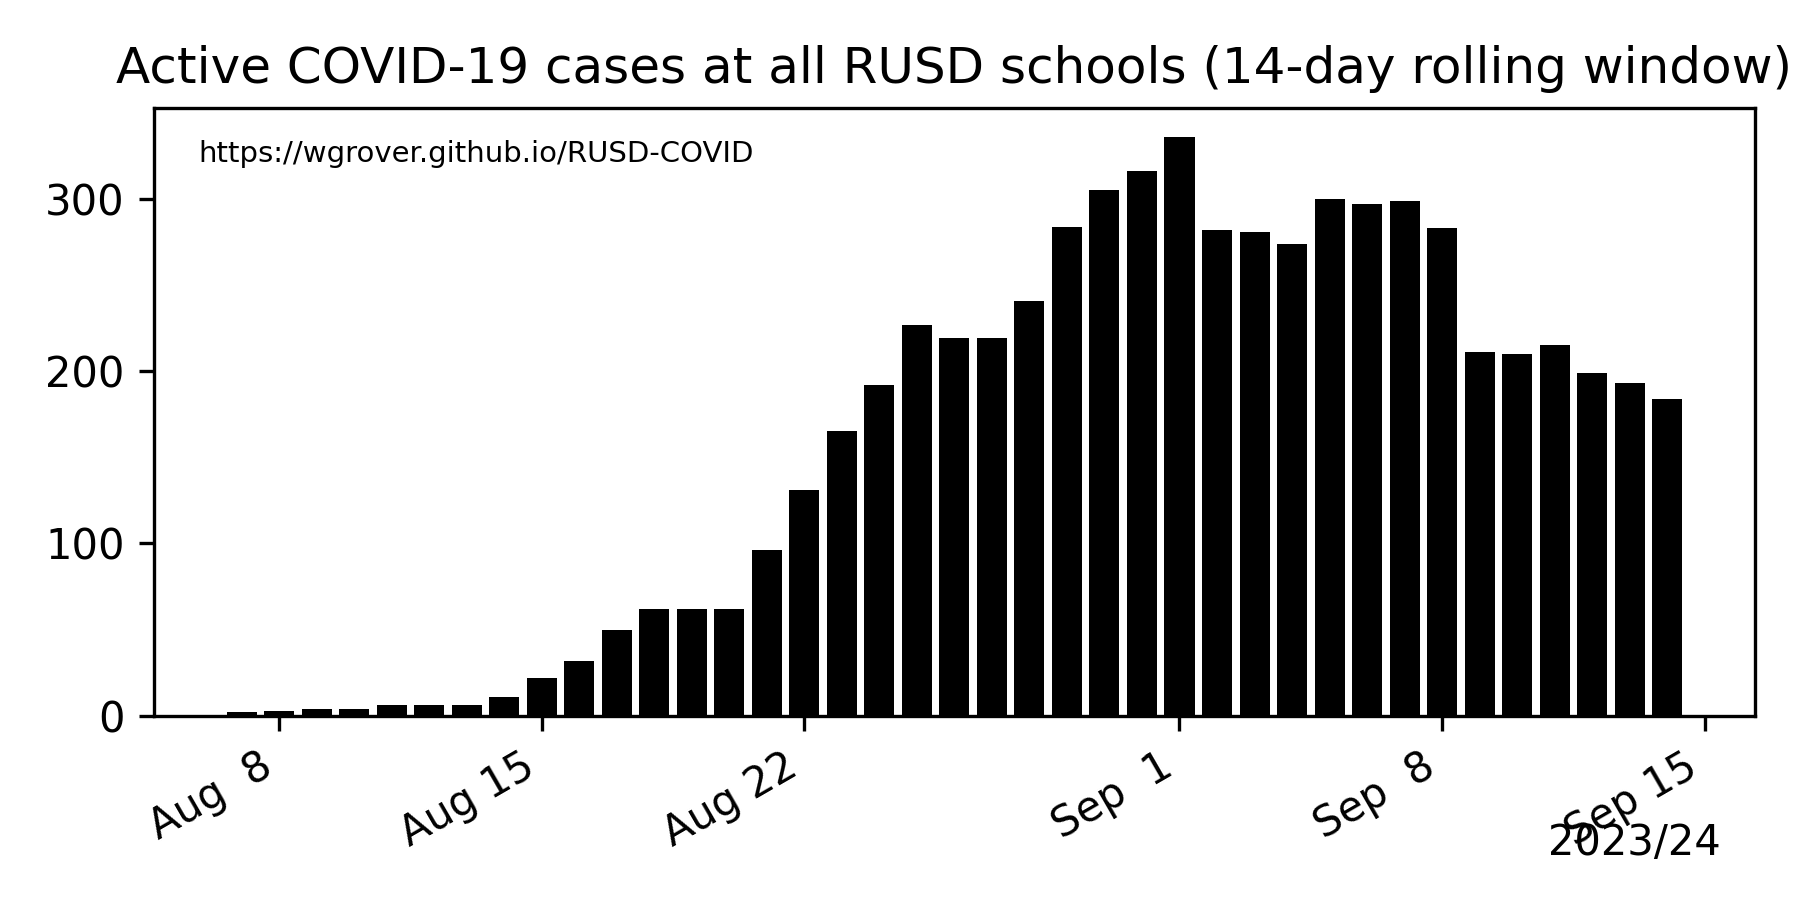 Active COVID-19 cases at all RUSD schools (14-day rolling window)
https://wgrover.github.io/RUSD-COVID
300
200
100
0
Aug 8
Aug 15
Aug 22
Sep 1
Sep 8
Sep 15
2023/24